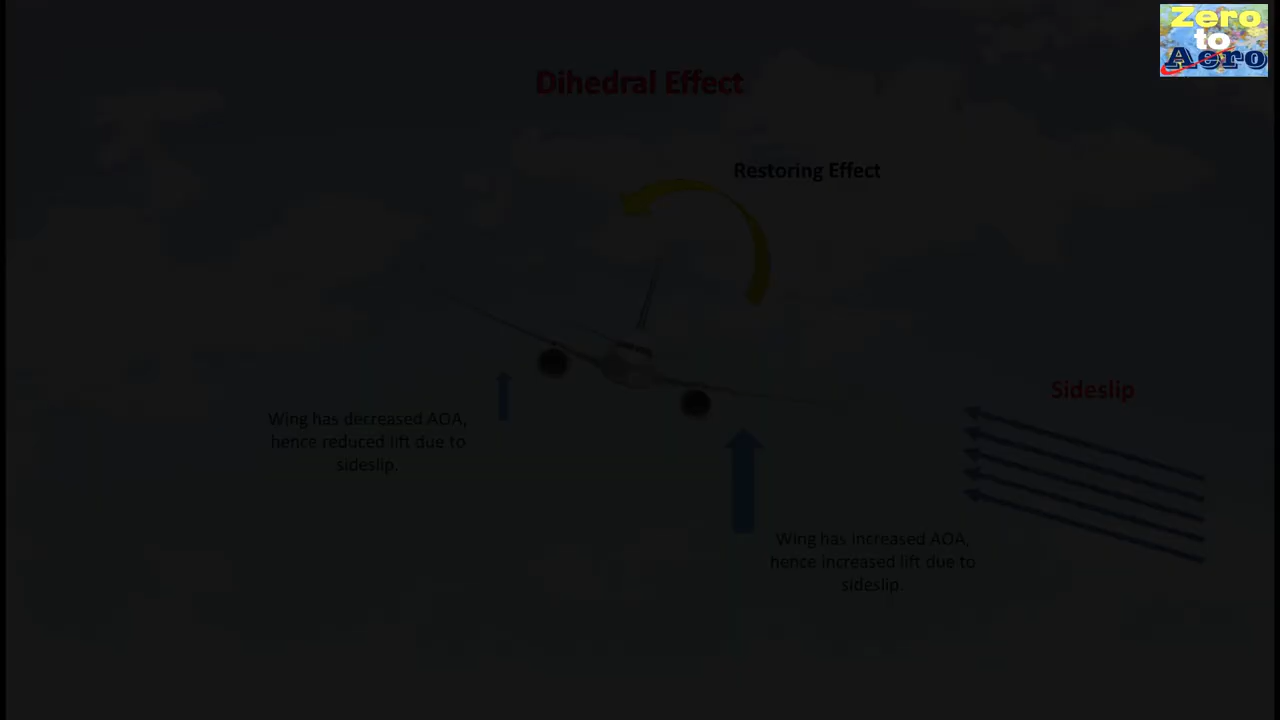 Zero
to
Aero
Dihedral Effect
Restoring Effect
Sideslip
Wing has decreased AOA,
hence reduced lift due to
sideslip.
Wing has increased AOA,
hence increased lift due to
sideslip.